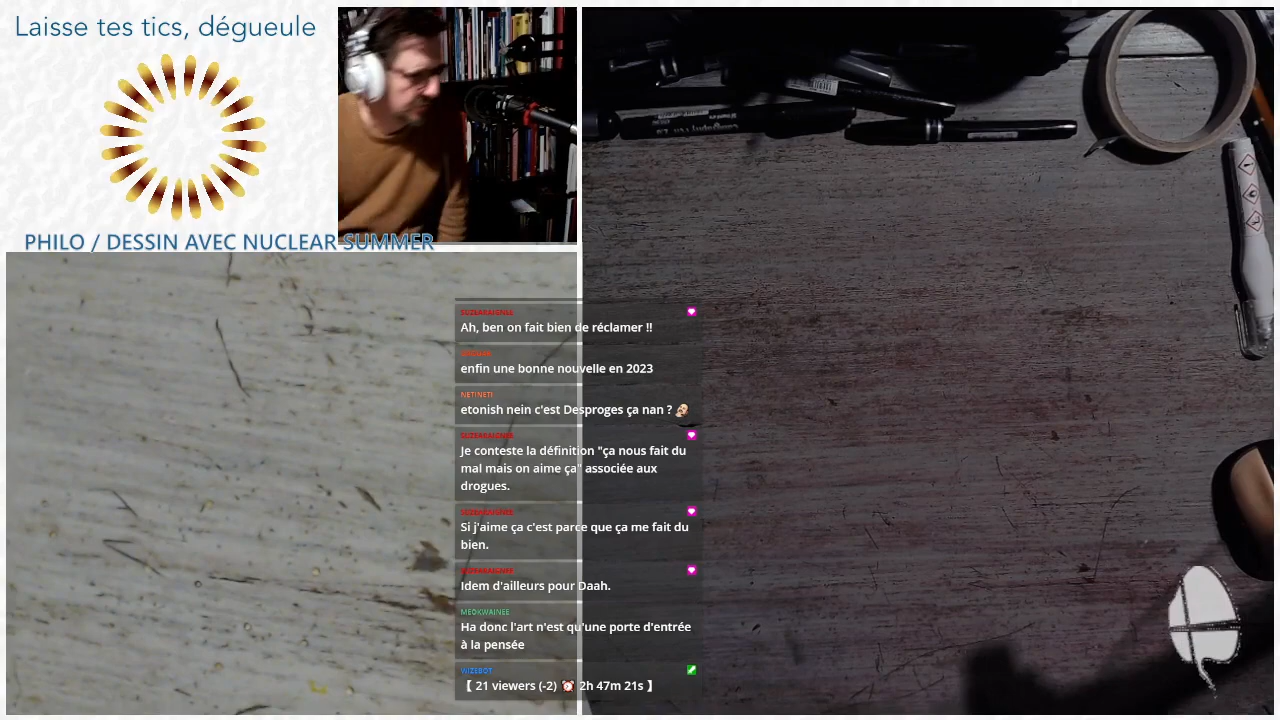 Laisse tes tics, dégueule
PHILO / DESSIN AVEC NUCLEAR SUMMER
SUZEARAIGNEE
Ah, ben on fait bien de réclamer !!
enfin une bonne nouvelle en 2023
NETINETI
etonish nein c'est Desproges ça nan ?
SUZEARAIGNEE
Je conteste la définition "ça nous fait du
mal mais on aime ça" associée aux
drogues.
SUZEARAIGNEE
Si j'aime ça c'est parce que ça me fait du
bien.
SUZEARAIGNEE
Idem d'ailleurs pour Daah.
MEOKWAINEE
Ha donc l'art n'est qu'une porte d'entrée
à la pensée
WIZEBOT
【 21 viewers (-2) ⏰ 2h 47m 21s 】